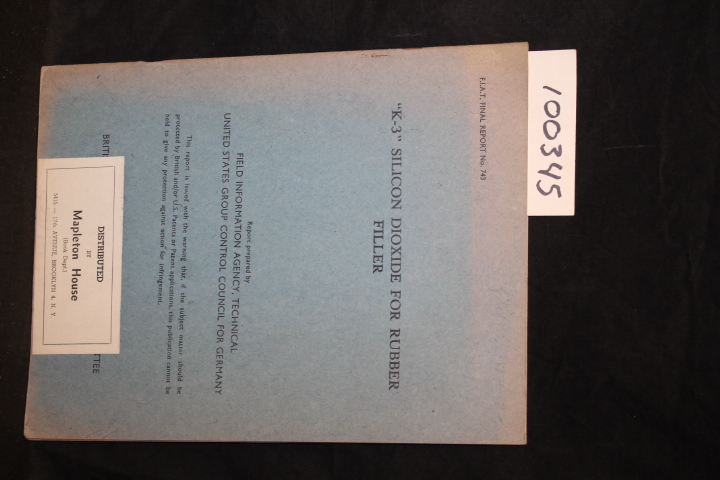 100345
F.I.A.T. FINAL REPORT No. 743
"K-3" SILICON DIOXIDE FOR RUBBER
FILLER
Report prepared by
FIELD INFORMATION AGENCY, TECHNICAL
UNITED STATES GROUP CONTROL COUNCIL FOR GERMANY
This report is issued with the warning that, if the subject matter should be
protected by British and/or U.S. Patents or Patent applications, this publication cannot be
held to give any protection against action for infringement.
BRIT
TTEE
DISTRIBUTED
BY
Mapleton House
(Book Dept.)
5415 — 17th AVENUE, BROOKLYN 4, N. Y.